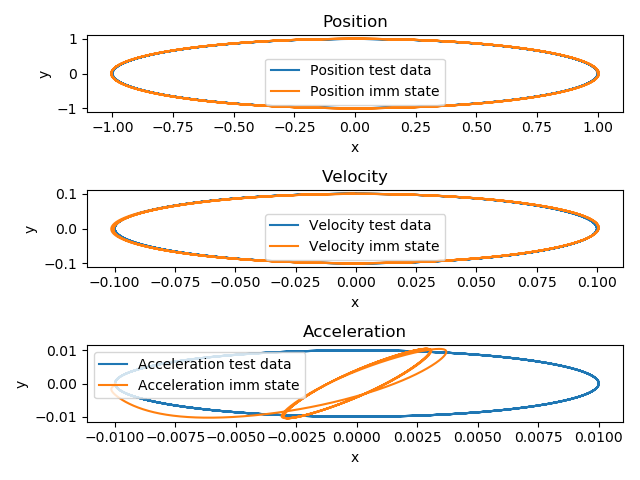 Position
1
0
−1
y
Position test data
Position imm state
−1.00 −0.75 −0.50 −0.25 0.00 0.25 0.50 0.75 1.00
x
Velocity
0.1
0.0
−0.1
y
Velocity test data
Velocity imm state
−0.100 −0.075 −0.050 −0.025 0.000 0.025 0.050 0.075 0.100
x
Acceleration
0.01
0.00
−0.01
y
Acceleration test data
Acceleration imm state
−0.0100 −0.0075 −0.0050 −0.0025 0.0000 0.0025 0.0050 0.0075 0.0100
x